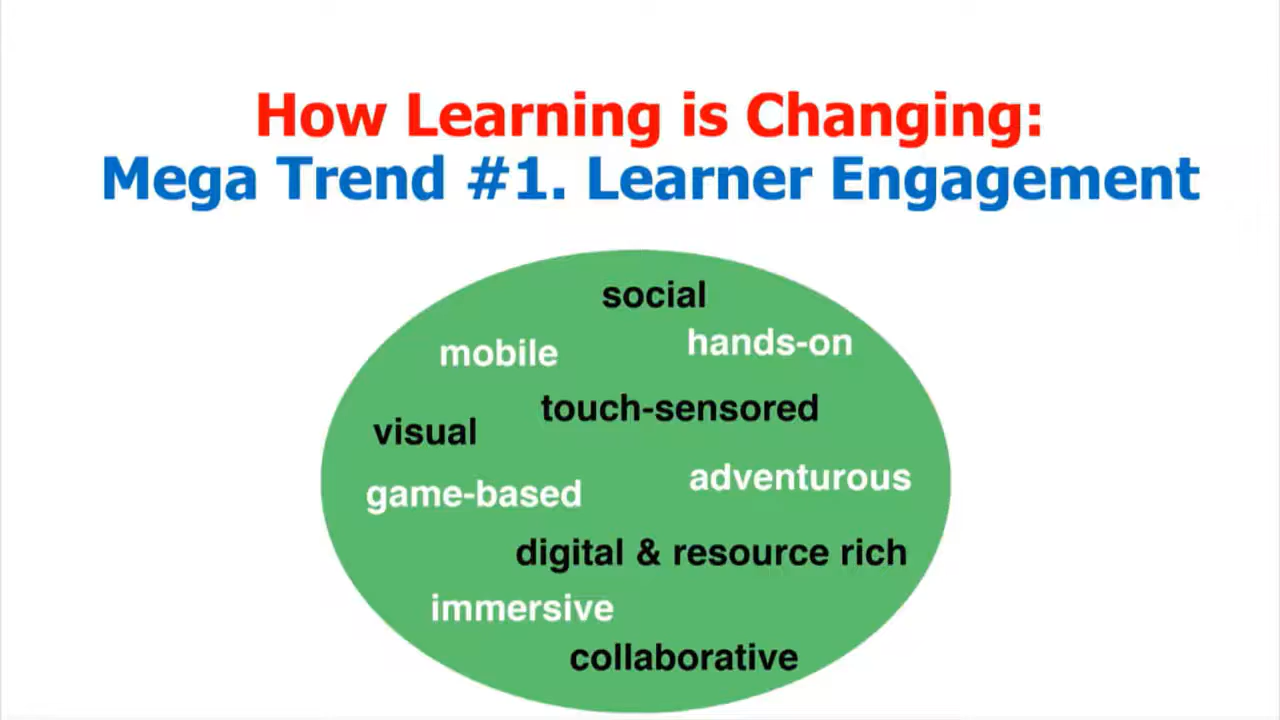 How Learning is Changing:
Mega Trend #1. Learner Engagement
social
mobile
hands-on
touch-sensored
visual
adventurous
game-based
digital & resource rich
immersive
collaborative